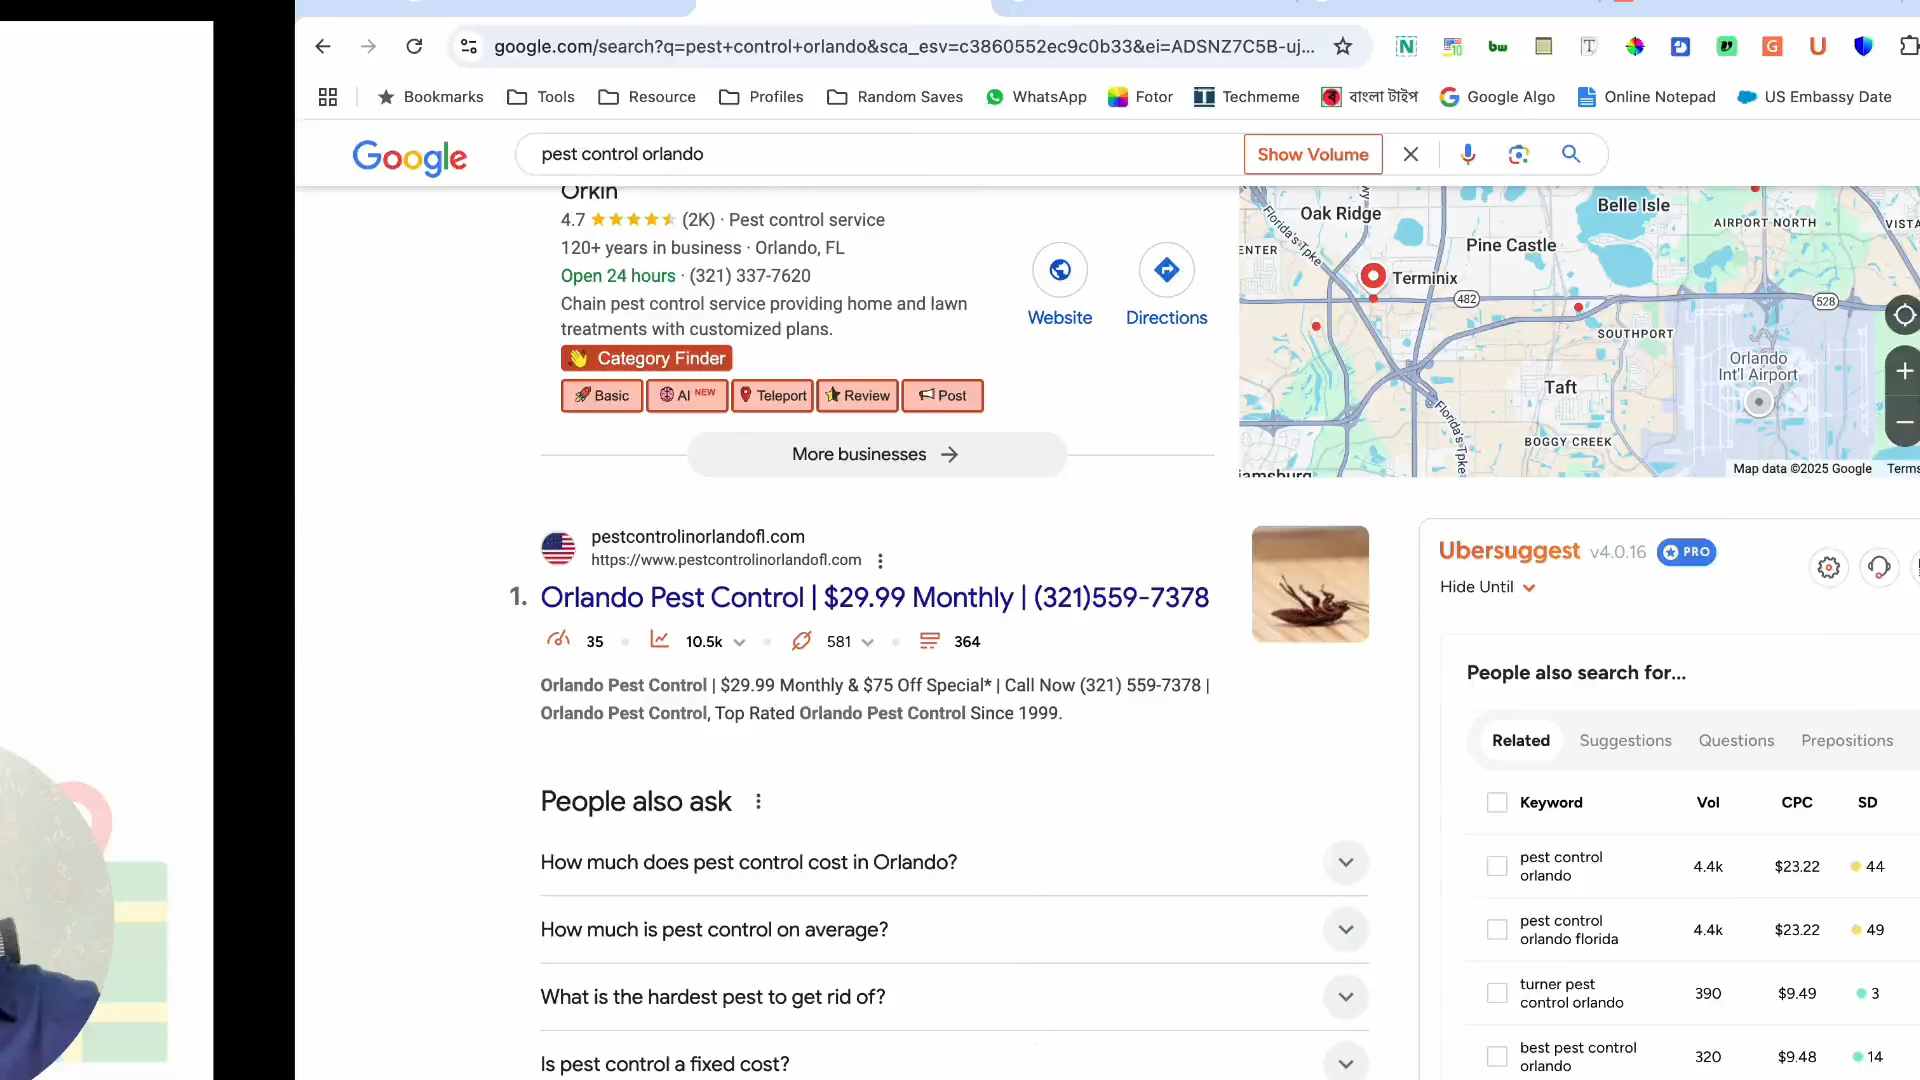 google.com/search?q=pest+control+orlando&sca_esv=c3860552ec9c0b33&ei=ADSNZ7C5B-uj...
Bookmarks Tools Resource Profiles Random Saves WhatsApp Fotor Techmeme বাংলা টাইপ Google Algo Online Notepad US Embassy Date
Google
pest control orlando
Show Volume
Orkin
4.7 (2K) · Pest control service
120+ years in business · Orlando, FL
Open 24 hours · (321) 337-7620
Chain pest control service providing home and lawn
treatments with customized plans.
Category Finder
Basic AI NEW Teleport Review Post
Website
Directions
More businesses
Florida's Tpke
Oak Ridge
Belle Isle
AIRPORT NORTH
VISTA
ENTER
Pine Castle
Terminix
482
528
SOUTHPORT
Orlando
Int'l Airport
Taft
Florida's Tpke
BOGGY CREEK
iamsburg
Map data ©2025 Google Terms
pestcontrolinorlandofl.com
https://www.pestcontrolinorlandofl.com
1. Orlando Pest Control | $29.99 Monthly | (321)559-7378
35 10.5k 581 364
Orlando Pest Control | $29.99 Monthly & $75 Off Special* | Call Now (321) 559-7378 |
Orlando Pest Control, Top Rated Orlando Pest Control Since 1999.
People also ask
How much does pest control cost in Orlando?
How much is pest control on average?
What is the hardest pest to get rid of?
Is pest control a fixed cost?
Ubersuggest v4.0.16 PRO
Hide Until
People also search for...
Related Suggestions Questions Prepositions
Keyword Vol CPC SD
pest control
orlando
4.4k $23.22 44
pest control
orlando florida
4.4k $23.22 49
turner pest
control orlando
390 $9.49 3
best pest control
orlando
320 $9.48 14